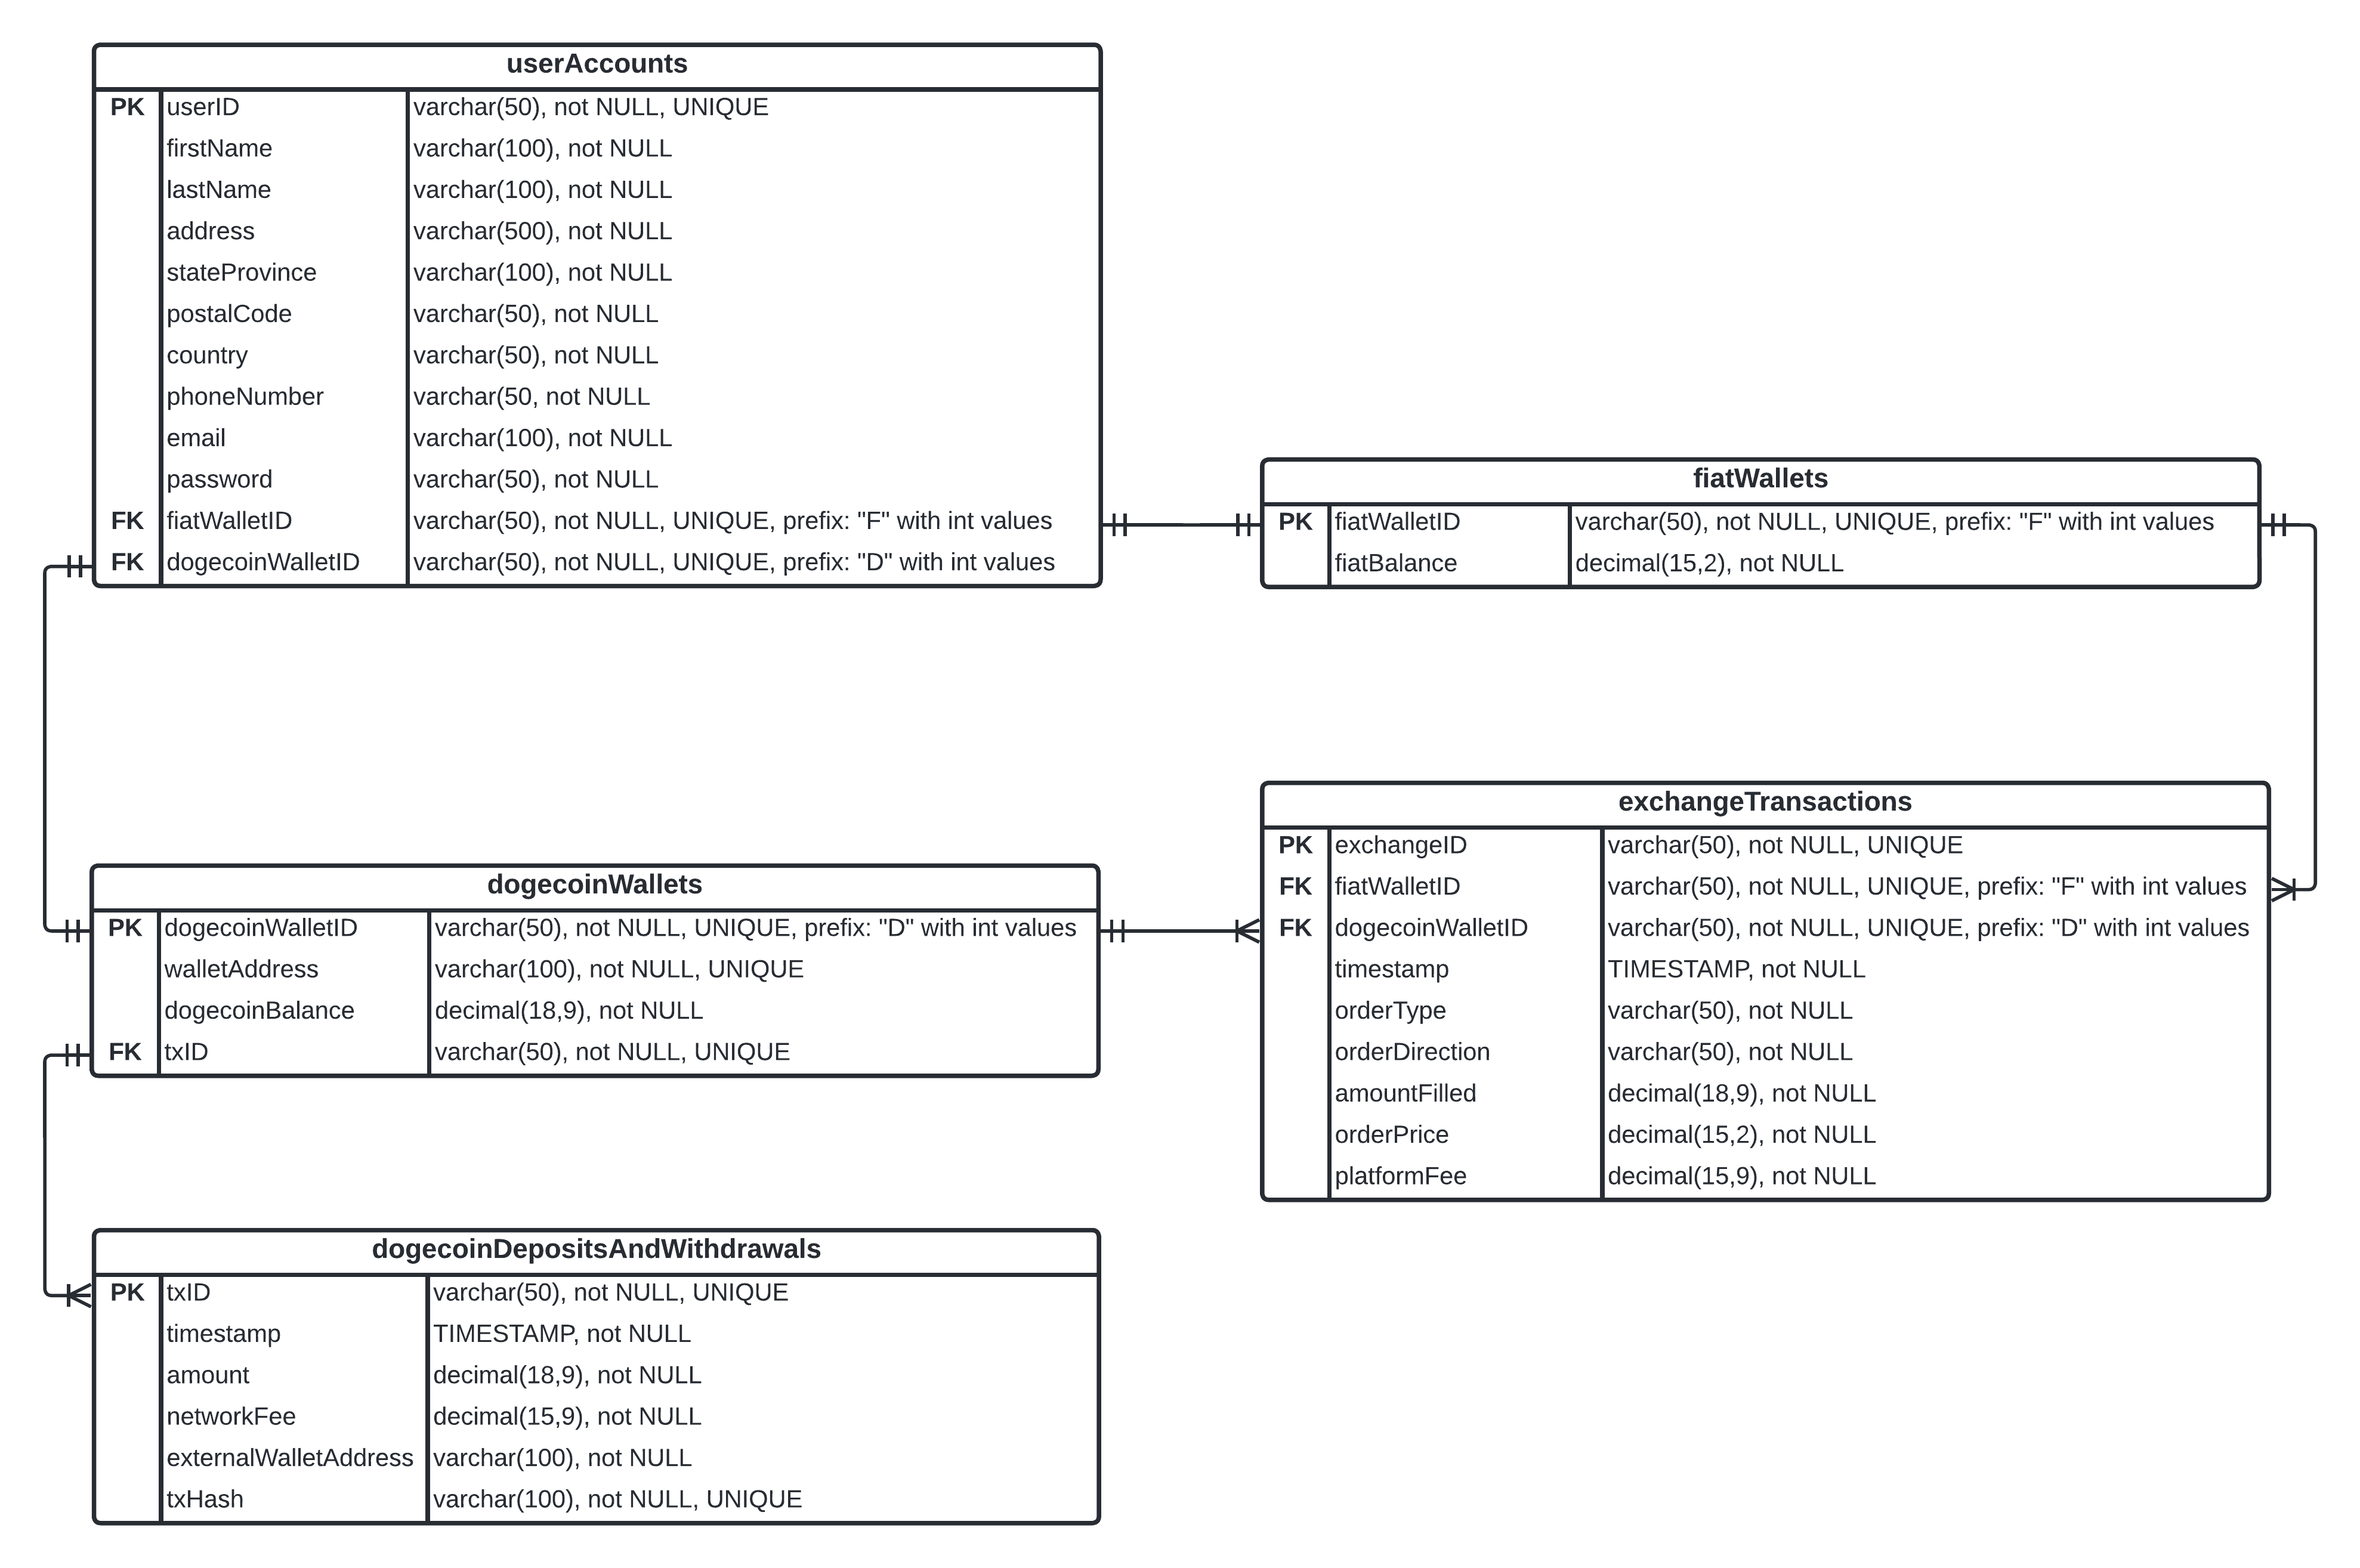 userAccounts
PK userID varchar(50), not NULL, UNIQUE
firstName varchar(100), not NULL
lastName varchar(100), not NULL
address varchar(500), not NULL
stateProvince varchar(100), not NULL
postalCode varchar(50), not NULL
country varchar(50), not NULL
phoneNumber varchar(50, not NULL
email varchar(100), not NULL
password varchar(50), not NULL
FK fiatWalletID varchar(50), not NULL, UNIQUE, prefix: "F" with int values
FK dogecoinWalletID varchar(50), not NULL, UNIQUE, prefix: "D" with int values
fiatWallets
PK fiatWalletID varchar(50), not NULL, UNIQUE, prefix: "F" with int values
fiatBalance decimal(15,2), not NULL
dogecoinWallets
PK dogecoinWalletID varchar(50), not NULL, UNIQUE, prefix: "D" with int values
walletAddress varchar(100), not NULL, UNIQUE
dogecoinBalance decimal(18,9), not NULL
FK txID varchar(50), not NULL, UNIQUE
exchangeTransactions
PK exchangeID varchar(50), not NULL, UNIQUE
FK fiatWalletID varchar(50), not NULL, UNIQUE, prefix: "F" with int values
FK dogecoinWalletID varchar(50), not NULL, UNIQUE, prefix: "D" with int values
timestamp TIMESTAMP, not NULL
orderType varchar(50), not NULL
orderDirection varchar(50), not NULL
amountFilled decimal(18,9), not NULL
orderPrice decimal(15,2), not NULL
platformFee decimal(15,9), not NULL
dogecoinDepositsAndWithdrawals
PK txID varchar(50), not NULL, UNIQUE
timestamp TIMESTAMP, not NULL
amount decimal(18,9), not NULL
networkFee decimal(15,9), not NULL
externalWalletAddress varchar(100), not NULL
txHash varchar(100), not NULL, UNIQUE